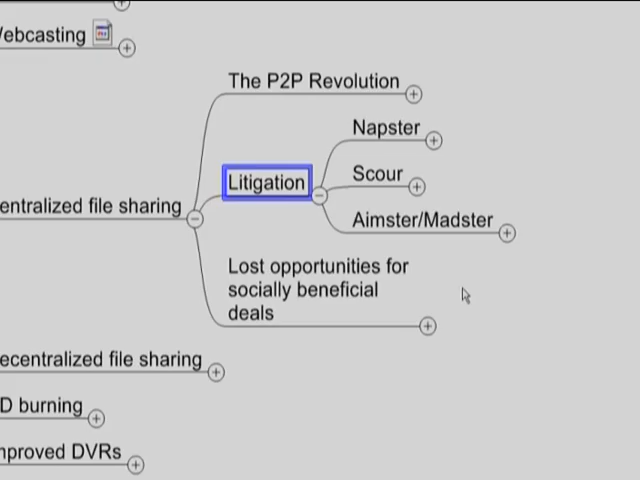 Webcasting
The P2P Revolution
Napster
Litigation
Scour
entralized file sharing
Aimster/Madster
Lost opportunities for
socially beneficial
deals
ecentralized file sharing
D burning
mproved DVRs